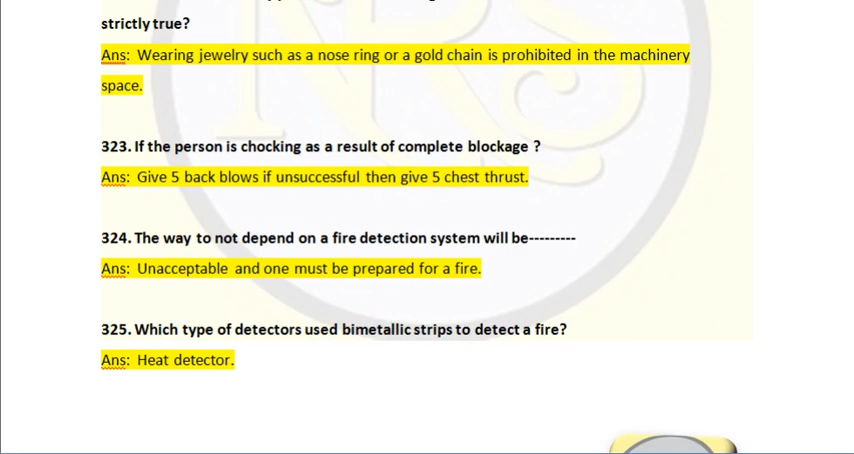 strictly true?
Ans: Wearing jewelry such as a nose ring or a gold chain is prohibited in the machinery
space.
323. If the person is chocking as a result of complete blockage ?
Ans: Give 5 back blows if unsuccessful then give 5 chest thrust.
324. The way to not depend on a fire detection system will be---------
Ans: Unacceptable and one must be prepared for a fire.
325. Which type of detectors used bimetallic strips to detect a fire?
Ans: Heat detector.